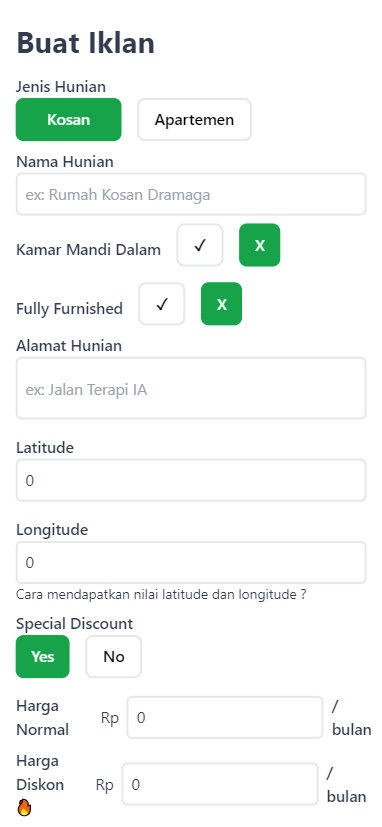 Buat Iklan
Jenis Hunian
Kosan Apartemen
Nama Hunian
ex: Rumah Kosan Dramaga
Kamar Mandi Dalam ✓ X
Fully Furnished ✓ X
Alamat Hunian
ex: Jalan Terapi IA
Latitude
0
Longitude
0
Cara mendapatkan nilai latitude dan longitude ?
Special Discount
Yes No
Harga
Normal Rp 0 /
bulan
Harga
Diskon
🔥 Rp 0 /
bulan